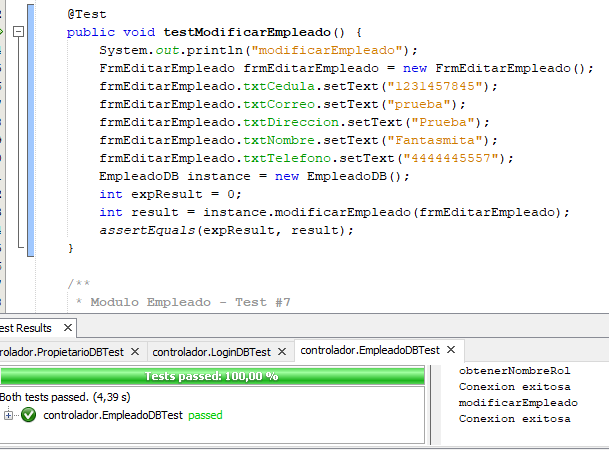 @Test
public void testModificarEmpleado() {
System.out.println("modificarEmpleado");
FrmEditarEmpleado frmEditarEmpleado = new FrmEditarEmpleado();
frmEditarEmpleado.txtCedula.setText("1231457845");
frmEditarEmpleado.txtCorreo.setText("prueba");
frmEditarEmpleado.txtDireccion.setText("Prueba");
frmEditarEmpleado.txtNombre.setText("Fantasmita");
frmEditarEmpleado.txtTelefono.setText("4444445557");
EmpleadoDB instance = new EmpleadoDB();
int expResult = 0;
int result = instance.modificarEmpleado(frmEditarEmpleado);
assertEquals(expResult, result);
}
/**
* Modulo Empleado - Test #7
est Results
rolador.PropietarioDBTest controlador.LoginDBTest controlador.EmpleadoDBTest
Tests passed: 100,00 %
Both tests passed. (4,39 s)
controlador.EmpleadoDBTest passed
obtenerNombreRol
Conexion exitosa
modificarEmpleado
Conexion exitosa